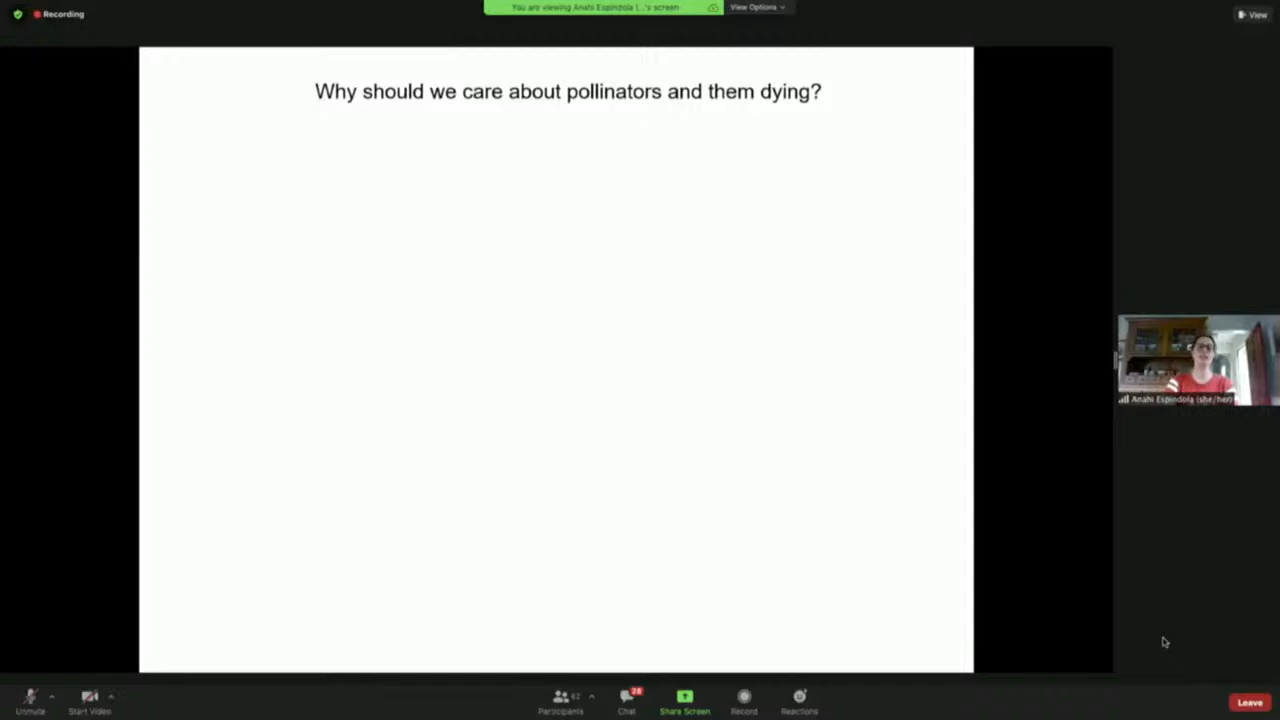 Recording
You are viewing Anahi Espindola (...'s screen
View Options
View
Why should we care about pollinators and them dying?
Anahi Espindola (she/her)
Unmute
Start Video
62
Participants
28
Chat
Share Screen
Record
Reactions
Leave